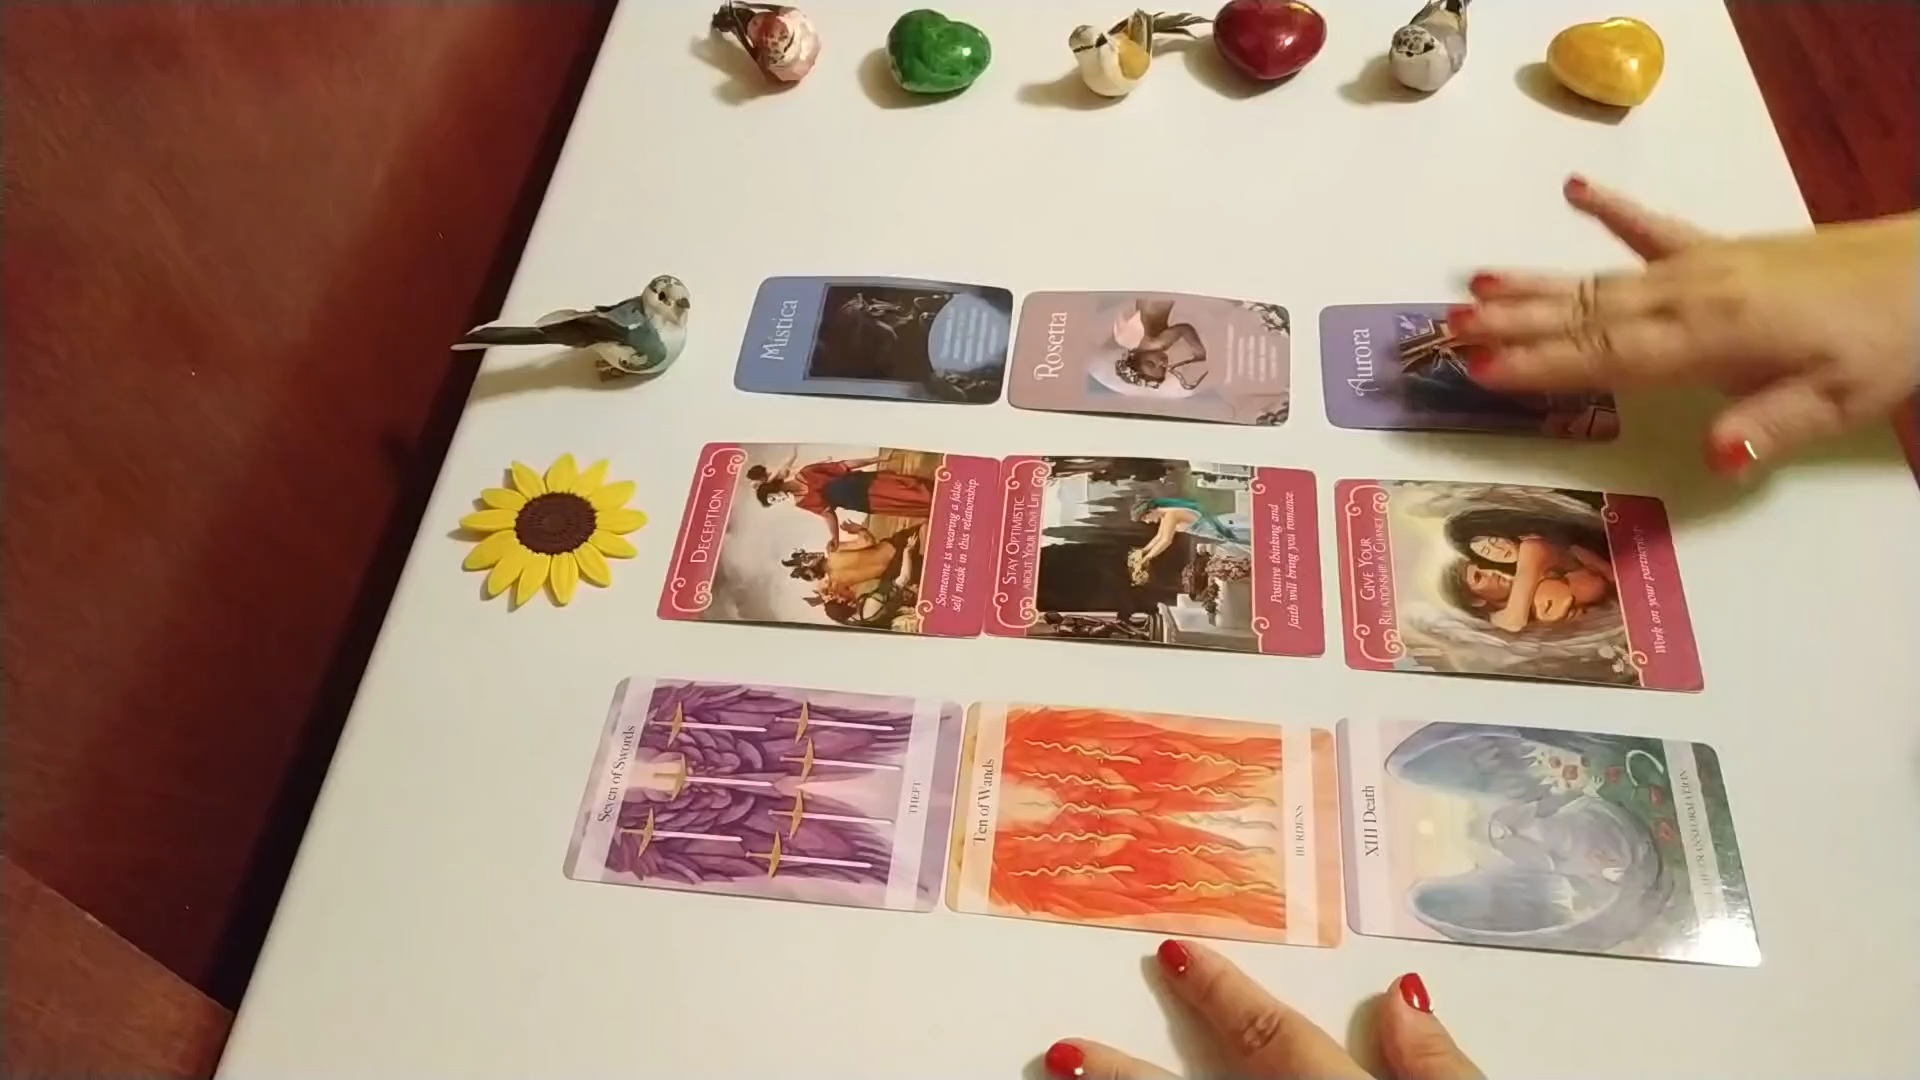 Mística
Rosetta
Aurora
DECEPTION
Someone is wearing a false-
self mask in this relationship.
STAY OPTIMISTIC
ABOUT YOUR LOVE LIFE
Positive thinking and
faith will bring you romance.
GIVE YOUR
RELATIONSHIP A CHANCE
Work on your partnership
Seven of Swords
THEFT
Ten of Wands
BURDENS
XIII Death
TRANSFORMATION